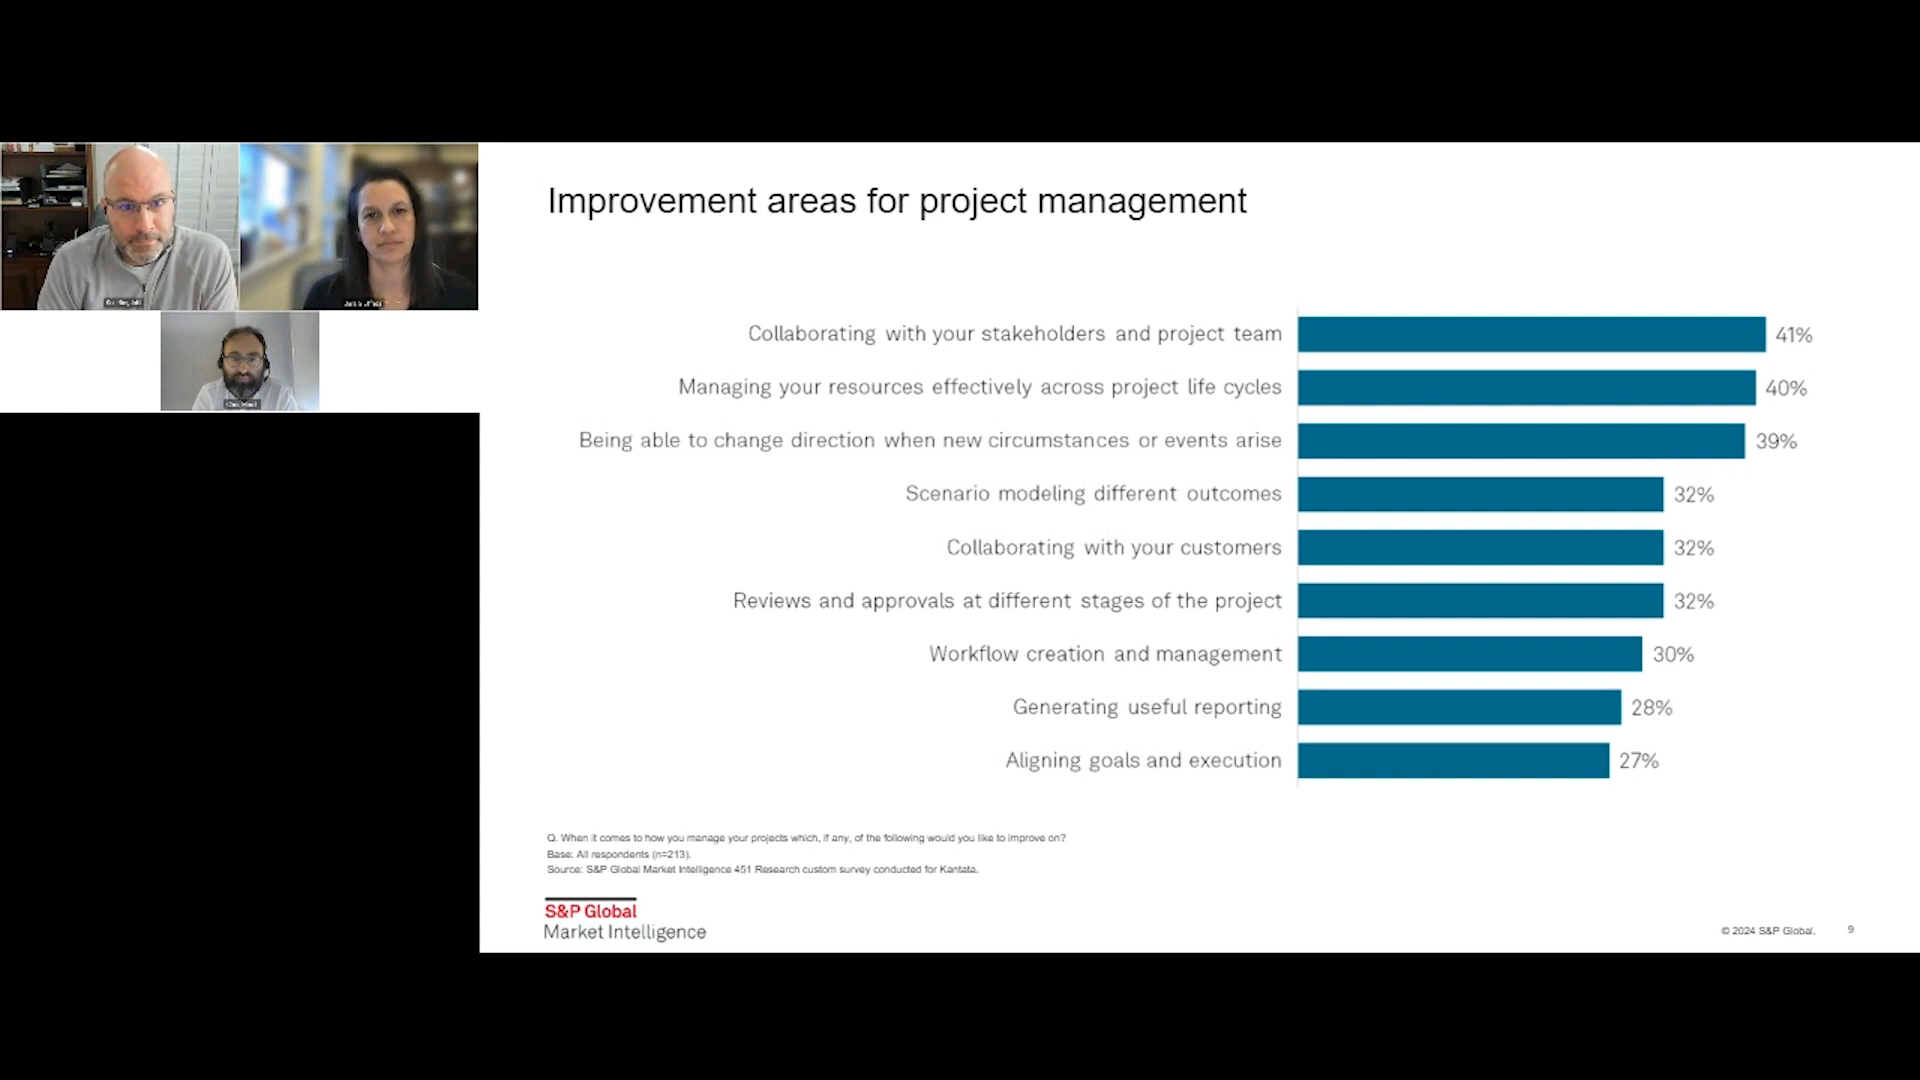 Improvement areas for project management
Collaborating with your stakeholders and project team 41%
Managing your resources effectively across project life cycles 40%
Being able to change direction when new circumstances or events arise 39%
Scenario modeling different outcomes 32%
Collaborating with your customers 32%
Reviews and approvals at different stages of the project 32%
Workflow creation and management 30%
Generating useful reporting 28%
Aligning goals and execution 27%
Q. When it comes to how you manage your projects which, if any, of the following would you like to improve on?
Base: All respondents (n=213).
Source: S&P Global Market Intelligence 451 Research custom survey conducted for Kantata.
S&P Global
Market Intelligence
© 2024 S&P Global. 9